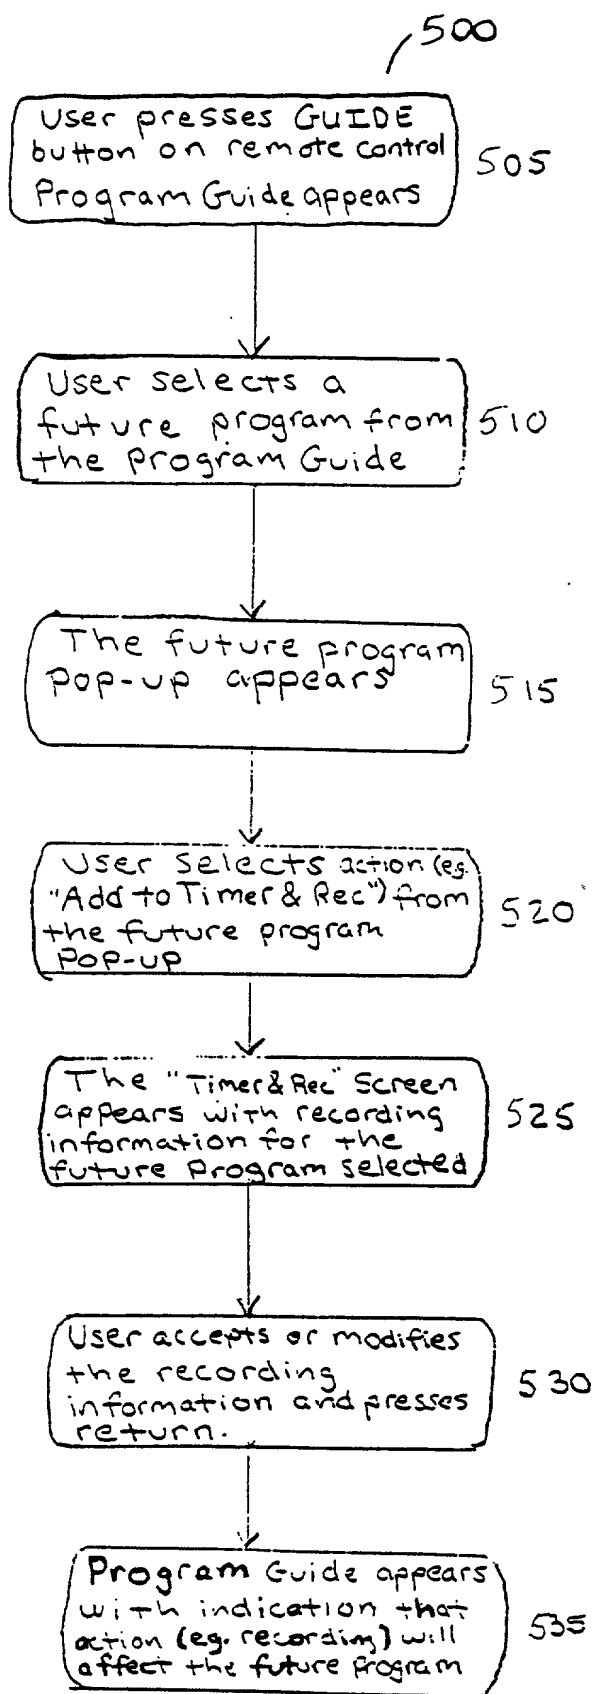 500
User presses GUIDE
button on remote control
Program Guide appears
505
User selects a
future program from
the Program Guide
510
The future program
Pop-up appears
515
User selects action (eg.
"Add to Timer & Rec") from
the future program
Pop-up
520
The "Timer & Rec" Screen
appears with recording
information for the
future Program selected
525
User accepts or modifies
the recording
information and presses
return.
530
Program Guide appears
with indication that
action (eg. recording) will
affect the future program
535